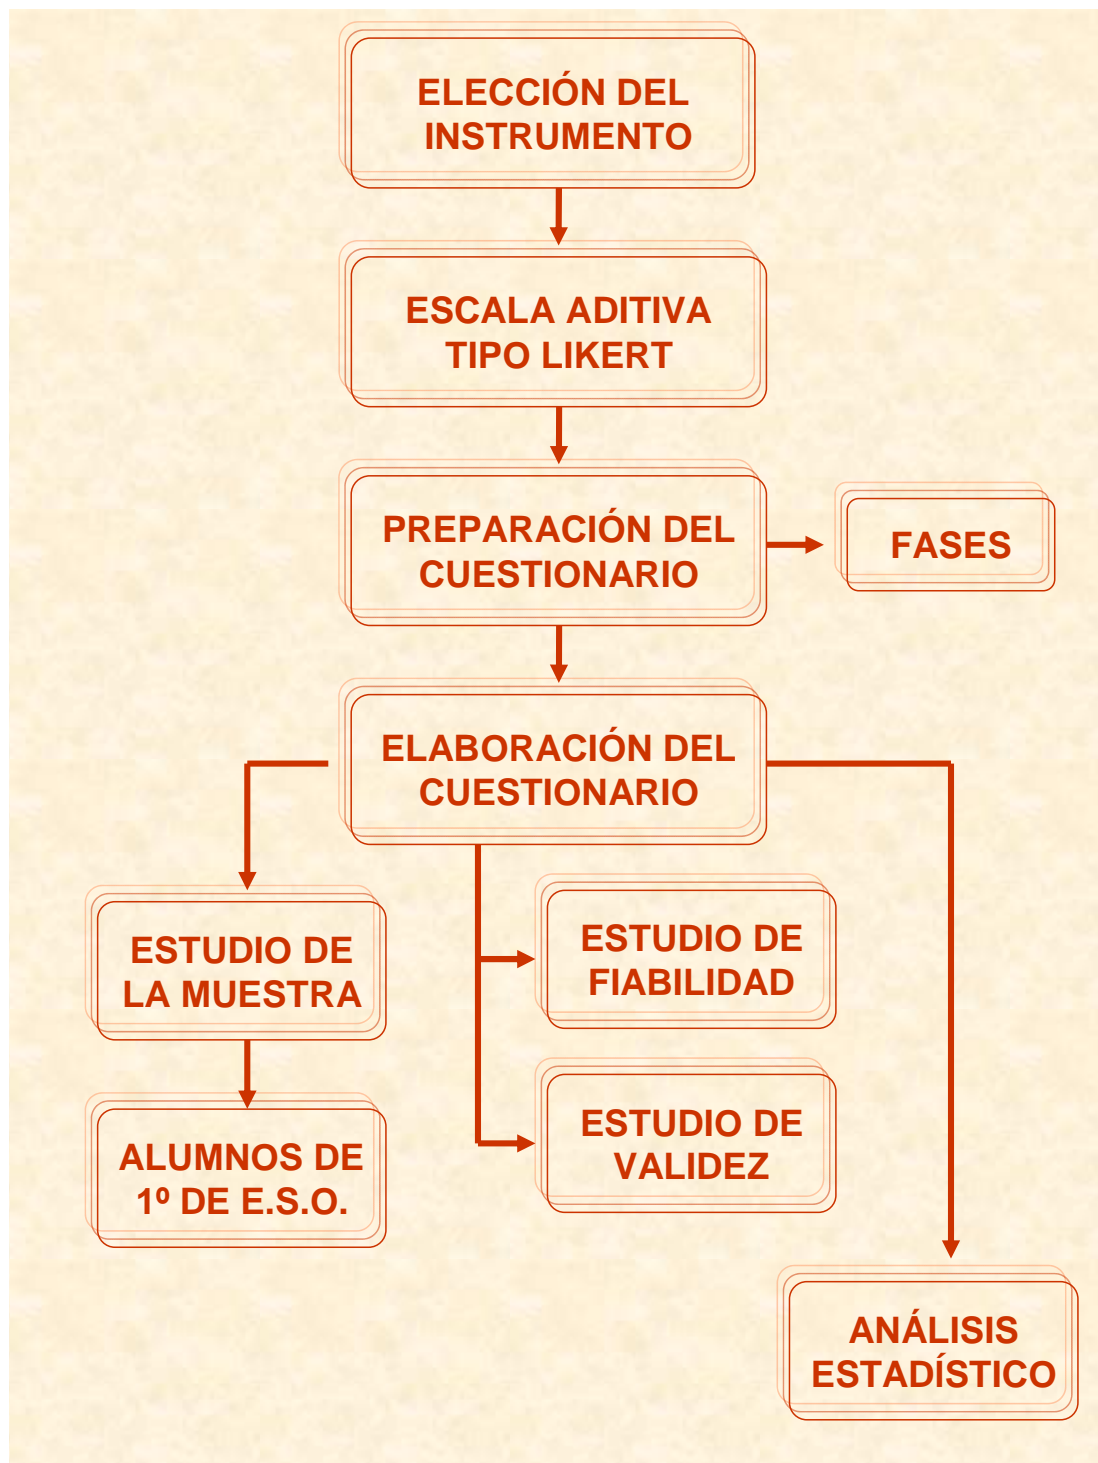 ELECCIÓN DEL
INSTRUMENTO
ESCALA ADITIVA
TIPO LIKERT
PREPARACIÓN DEL
CUESTIONARIO
FASES
ELABORACIÓN DEL
CUESTIONARIO
ESTUDIO DE
LA MUESTRA
ESTUDIO DE
FIABILIDAD
ALUMNOS DE
1º DE E.S.O.
ESTUDIO DE
VALIDEZ
ANÁLISIS
ESTADÍSTICO